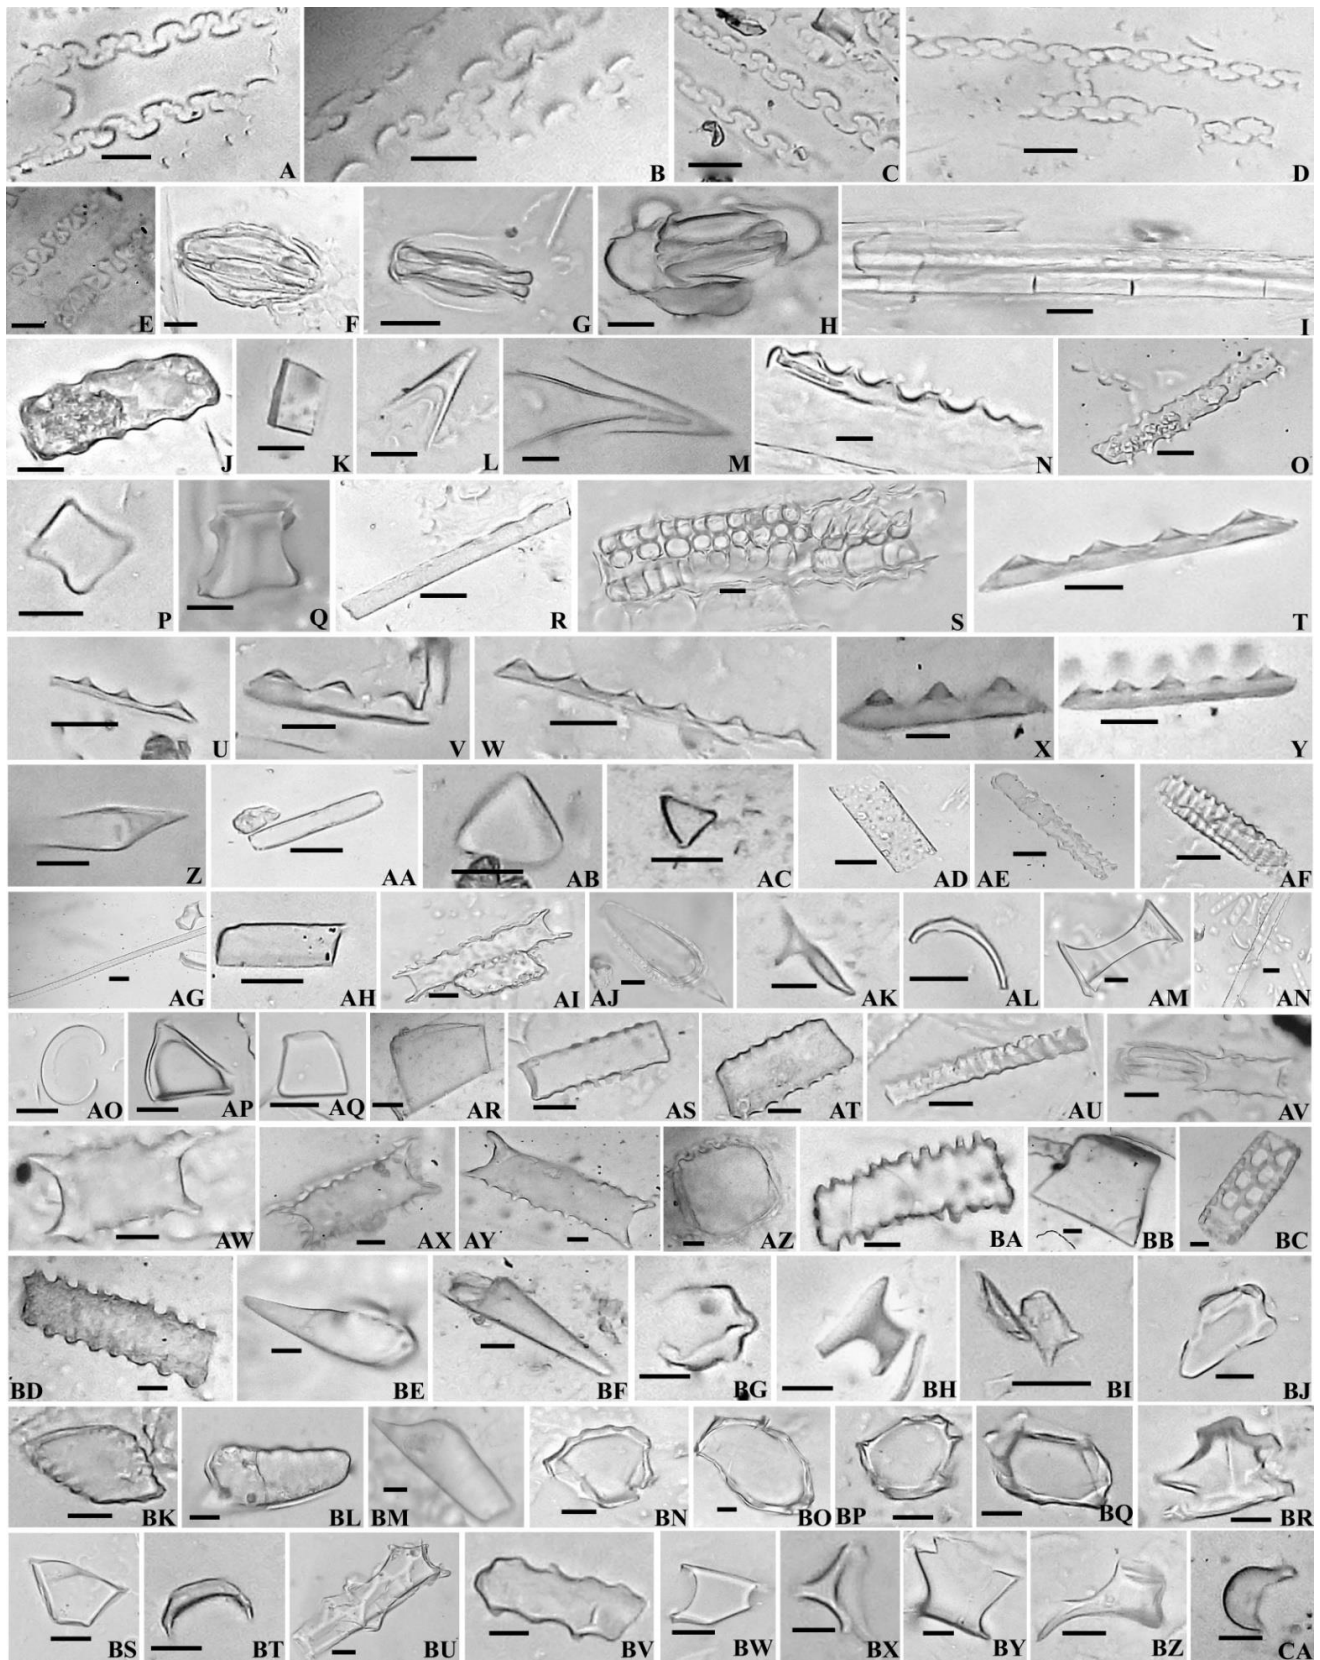 A B C D
E F G H I
J K L M N O
P Q R S T
U V W X Y
Z AA AB AC AD AE AF
AG AH AI AJ AK AL AM AN
AO AP AQ AR AS AT AU AV
AW AX AY AZ BA BB BC
BD BE BF BG BH BI BJ
BK BL BM BN BO BP BQ BR
BS BT BU BV BW BX BY BZ CA